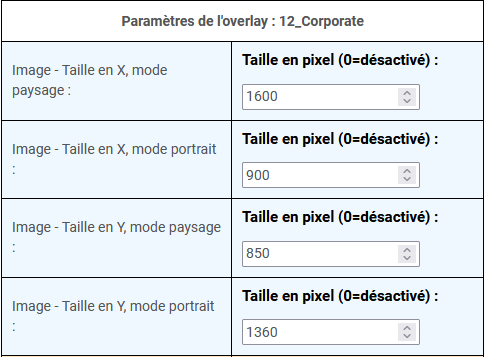 Paramètres de l'overlay : 12_Corporate
Image - Taille en X, mode
paysage :
Taille en pixel (0=désactivé) :
1600
Image - Taille en X, mode portrait
:
Taille en pixel (0=désactivé) :
900
Image - Taille en Y, mode paysage
:
Taille en pixel (0=désactivé) :
850
Image - Taille en Y, mode portrait
:
Taille en pixel (0=désactivé) :
1360